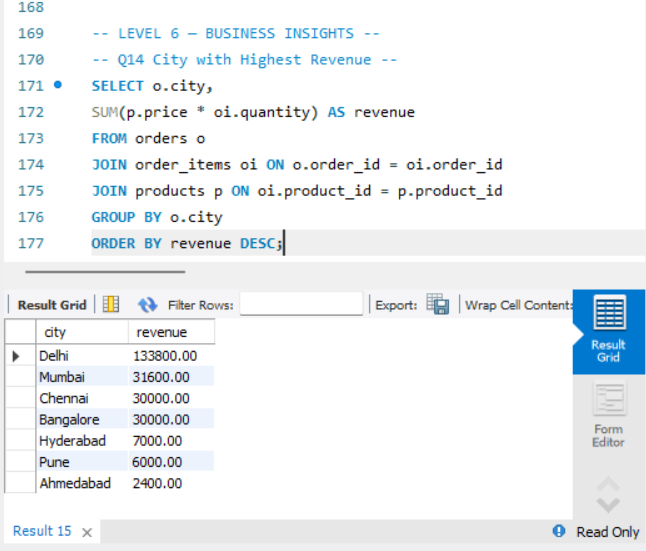 168
169 -- LEVEL 6 — BUSINESS INSIGHTS --
170 -- Q14 City with Highest Revenue --
171 SELECT o.city,
172 SUM(p.price * oi.quantity) AS revenue
173 FROM orders o
174 JOIN order_items oi ON o.order_id = oi.order_id
175 JOIN products p ON oi.product_id = p.product_id
176 GROUP BY o.city
177 ORDER BY revenue DESC;
Result Grid Filter Rows: Export: Wrap Cell Content:
city revenue
Delhi 133800.00
Mumbai 31600.00
Chennai 30000.00
Bangalore 30000.00
Hyderabad 7000.00
Pune 6000.00
Ahmedabad 2400.00
Result
Grid
Form
Editor
Result 15 Read Only